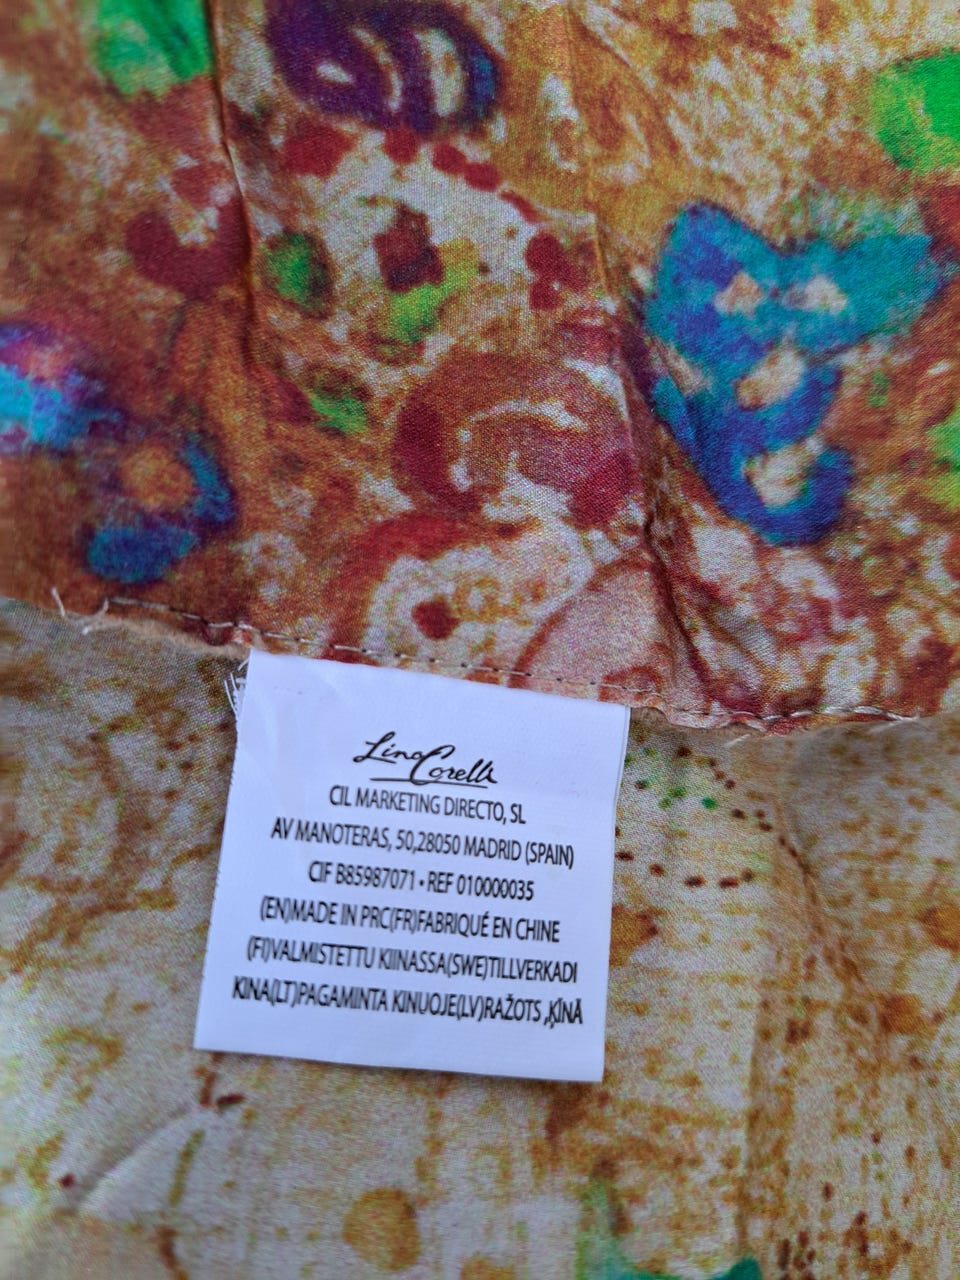 Lino Corelli
CIL MARKETING DIRECTO, SL
AV MANOTERAS, 50,28050 MADRID (SPAIN)
CIF B85987071 • REF 010000035
(EN)MADE IN PRC(FR)FABRIQUÉ EN CHINE
(FI)VALMISTETTU KIINASSA(SWE)TILLVERKADI
KINA(LT)PAGAMINTA KINUOJE(LV)RAŽOTS ,ĶĪNĀ